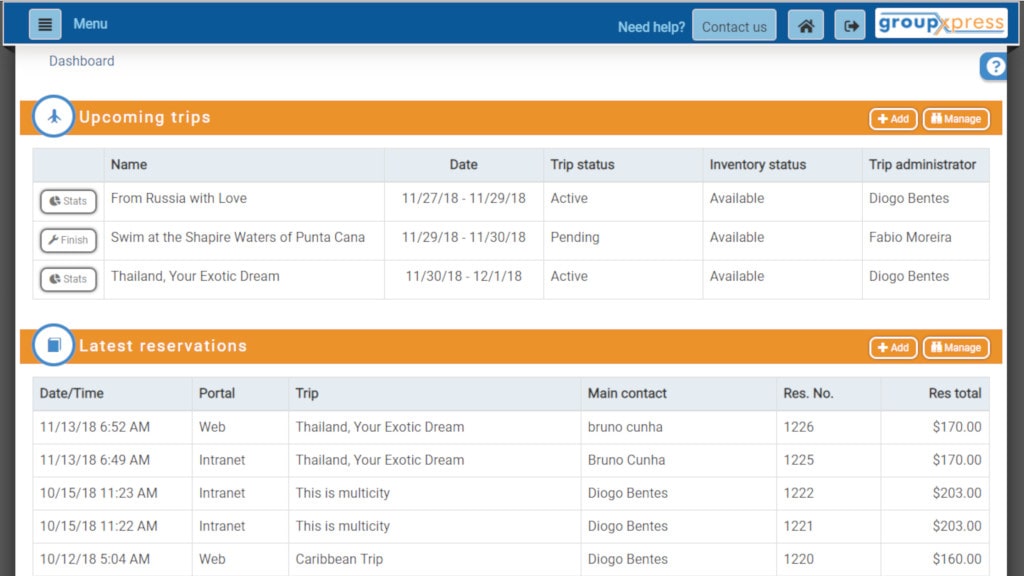 Menu Need help? Contact us groupXpress
Dashboard ?
Upcoming trips Add Manage
Name Date Trip status Inventory status Trip administrator
Stats From Russia with Love 11/27/18 - 11/29/18 Active Available Diogo Bentes
Finish Swim at the Shapire Waters of Punta Cana 11/29/18 - 11/30/18 Pending Available Fabio Moreira
Stats Thailand, Your Exotic Dream 11/30/18 - 12/1/18 Active Available Diogo Bentes
Latest reservations Add Manage
Date/Time Portal Trip Main contact Res. No. Res total
11/13/18 6:52 AM Web Thailand, Your Exotic Dream bruno cunha 1226 $170.00
11/13/18 6:49 AM Intranet Thailand, Your Exotic Dream Bruno Cunha 1225 $170.00
10/15/18 11:23 AM Intranet This is multicity Diogo Bentes 1222 $203.00
10/15/18 11:22 AM Intranet This is multicity Diogo Bentes 1221 $203.00
10/12/18 5:04 AM Web Caribbean Trip Diogo Bentes 1220 $160.00